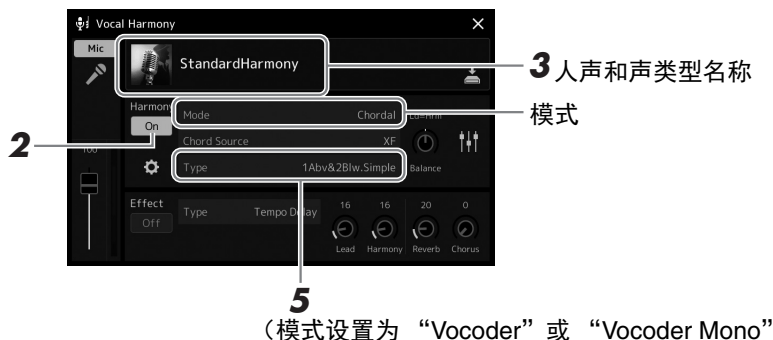 Vocal Harmony
Mic
StandardHarmony
3 人声和声类型名称
Harmony
On
Mode Chordal
模式
2
100
Chord Source XF
Type 1Abv&2Blw.Simple
Balance
Effect
Off
Type Tempo Delay
16 16 20 0
Lead Harmony Reverb Chorus
5
（模式设置为 “Vocoder”或 “Vocoder Mono”